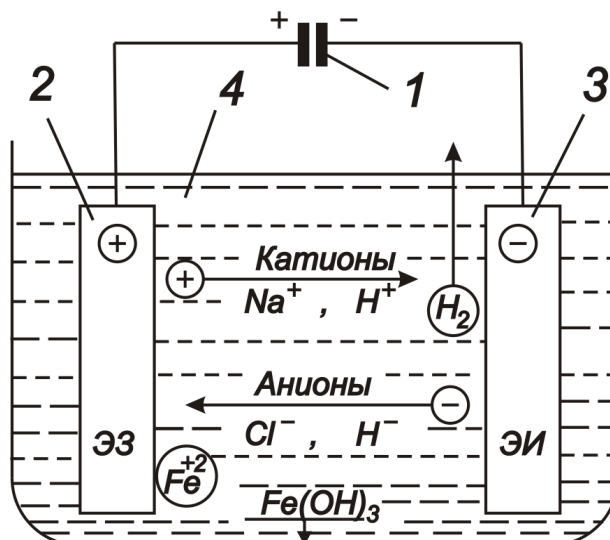 + −
2 4 1 3
+ −
+ Катионы
Na⁺ , H⁺ H₂
Анионы −
Cl⁻ , H⁻
ЭЗ ЭИ
Fe⁺²
Fe(OH)₃